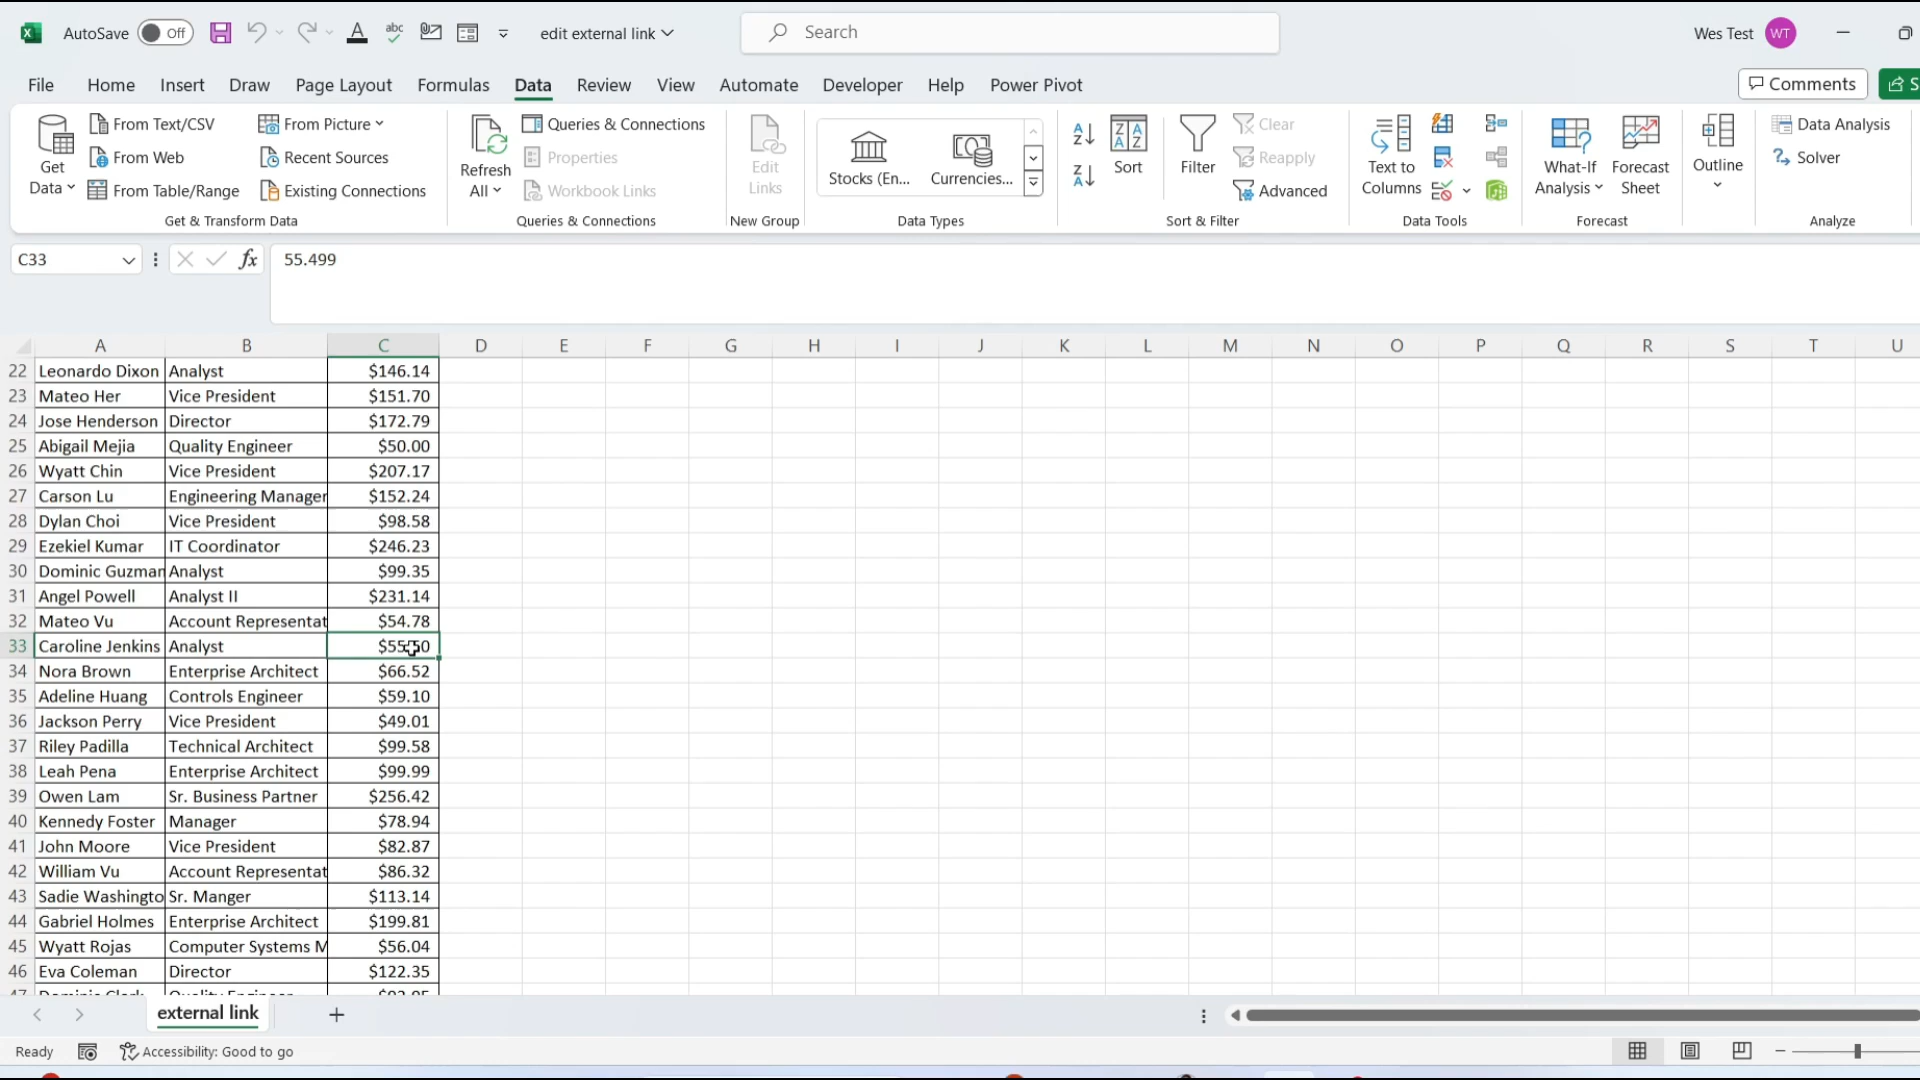 AutoSave Off abc edit external link Search Wes Test WT
File Home Insert Draw Page Layout Formulas Data Review View Automate Developer Help Power Pivot Comments S
Get Data From Text/CSV From Web From Table/Range From Picture Recent Sources Existing Connections
Get & Transform Data
Refresh All Queries & Connections Properties Workbook Links
Queries & Connections
Edit Links
New Group
Stocks (En... Currencies...
Data Types
Sort Filter Clear Reapply Advanced
Sort & Filter
Text to Columns
Data Tools
What-If Analysis Forecast Sheet
Forecast
Outline
Data Analysis
Solver
Analyze
C33 fx 55.499
A B C D E F G H I J K L M N O P Q R S T U
22 Leonardo Dixon Analyst $146.14
23 Mateo Her Vice President $151.70
24 Jose Henderson Director $172.79
25 Abigail Mejia Quality Engineer $50.00
26 Wyatt Chin Vice President $207.17
27 Carson Lu Engineering Manager $152.24
28 Dylan Choi Vice President $98.58
29 Ezekiel Kumar IT Coordinator $246.23
30 Dominic Guzman Analyst $99.35
31 Angel Powell Analyst II $231.14
32 Mateo Vu Account Representat $54.78
33 Caroline Jenkins Analyst $55.50
34 Nora Brown Enterprise Architect $66.52
35 Adeline Huang Controls Engineer $59.10
36 Jackson Perry Vice President $49.01
37 Riley Padilla Technical Architect $99.58
38 Leah Pena Enterprise Architect $99.99
39 Owen Lam Sr. Business Partner $256.42
40 Kennedy Foster Manager $78.94
41 John Moore Vice President $82.87
42 William Vu Account Representat $86.32
43 Sadie Washingto Sr. Manger $113.14
44 Gabriel Holmes Enterprise Architect $199.81
45 Wyatt Rojas Computer Systems M $56.04
46 Eva Coleman Director $122.35
external link
Ready Accessibility: Good to go